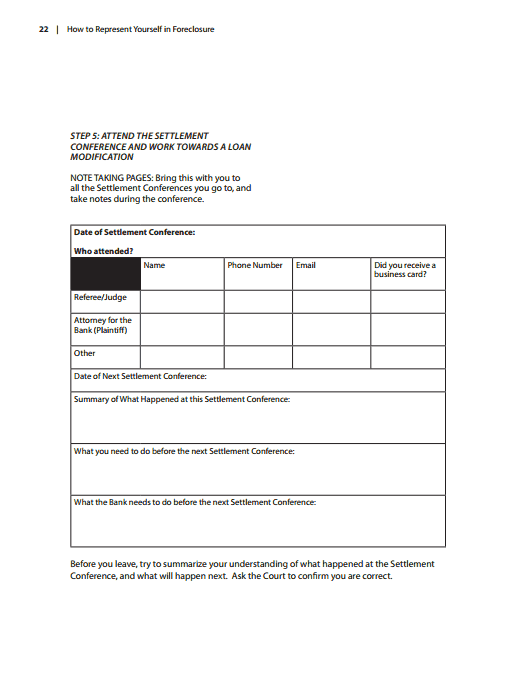 22 | How to Represent Yourself in Foreclosure
STEP 5: ATTEND THE SETTLEMENT
CONFERENCE AND WORK TOWARDS A LOAN
MODIFICATION
NOTE TAKING PAGES: Bring this with you to
all the Settlement Conferences you go to, and
take notes during the conference.
Date of Settlement Conference:
Who attended?
Name Phone Number Email Did you receive a
business card?
Referee/Judge
Attorney for the
Bank (Plaintiff)
Other
Date of Next Settlement Conference:
Summary of What Happened at this Settlement Conference:
What you need to do before the next Settlement Conference:
What the Bank needs to do before the next Settlement Conference:
Before you leave, try to summarize your understanding of what happened at the Settlement
Conference, and what will happen next.  Ask the Court to confirm you are correct.